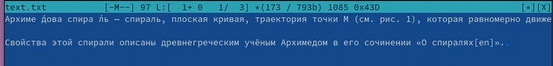 text.txt [-M--] 97 L:[ 1+ 0 1/ 3] *(173 / 793b) 1085 0x43D [*][X]
Архиме́дова спира́ль — спираль, плоская кривая, траектория точки M (см. рис. 1), которая равномерно движе
Свойства этой спирали описаны древнегреческим учёным Архимедом в его сочинении «О спиралях[en]».